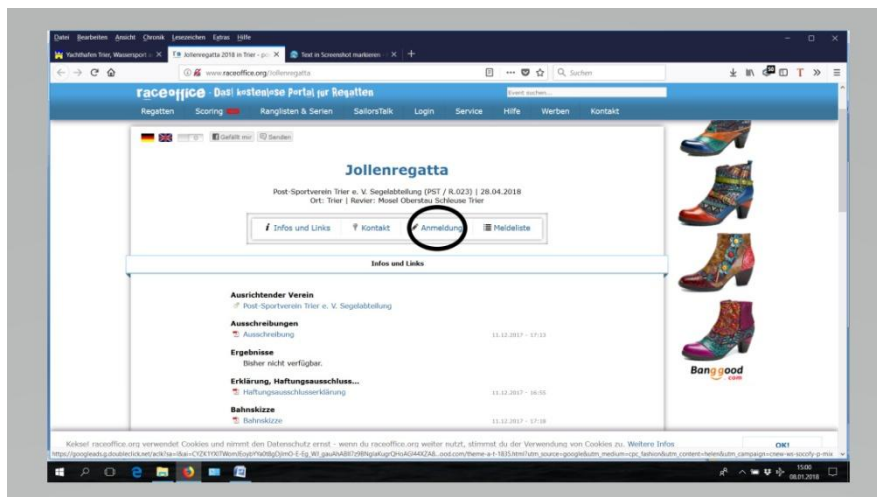 Datei Bearbeiten Ansicht Chronik Lesezeichen Extras Hilfe
Yachthafen Trier, Wassersport
Jollenregatta 2018 in Trier
Text in Screenshot markieren
www.raceoffice.org/jollenregatta
Suchen
raceoffice - Das! kostenlose Portal für Regatten
Event suchen...
Regatten Scoring Ranglisten & Serien SailorsTalk Login Service Hilfe Werben Kontakt
Gefällt mir Senden
Jollenregatta
Post-Sportverein Trier e. V. Segelabteilung (PST / R.023) | 28.04.2018
Ort: Trier | Revier: Mosel Oberstau Schleuse Trier
Infos und Links Kontakt Anmeldung Meldeliste
Infos und Links
Ausrichtender Verein
Post-Sportverein Trier e. V. Segelabteilung
Ausschreibungen
Ausschreibung 11.12.2017 - 17:13
Ergebnisse
Bisher nicht verfügbar.
Erklärung, Haftungsausschluss...
Haftungsausschlusserklärung 11.12.2017 - 16:55
Bahnskizze
Bahnskizze 11.12.2017 - 17:18
Banggood
.com
Kekse! raceoffice.org verwendet Cookies und nimmt den Datenschutz ernst - wenn du raceoffice.org weiter nutzt, stimmst du der Verwendung von Cookies zu. Weitere Infos
OK!
15:00
08.01.2018